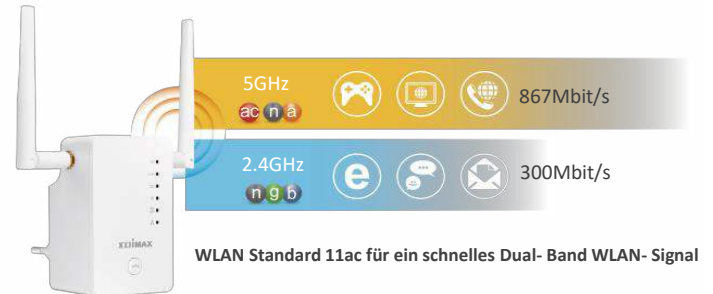 5GHz
ac n a
867Mbit/s
2.4GHz
n g b
e
300Mbit/s
EDIMAX
WLAN Standard 11ac für ein schnelles Dual- Band WLAN- Signal